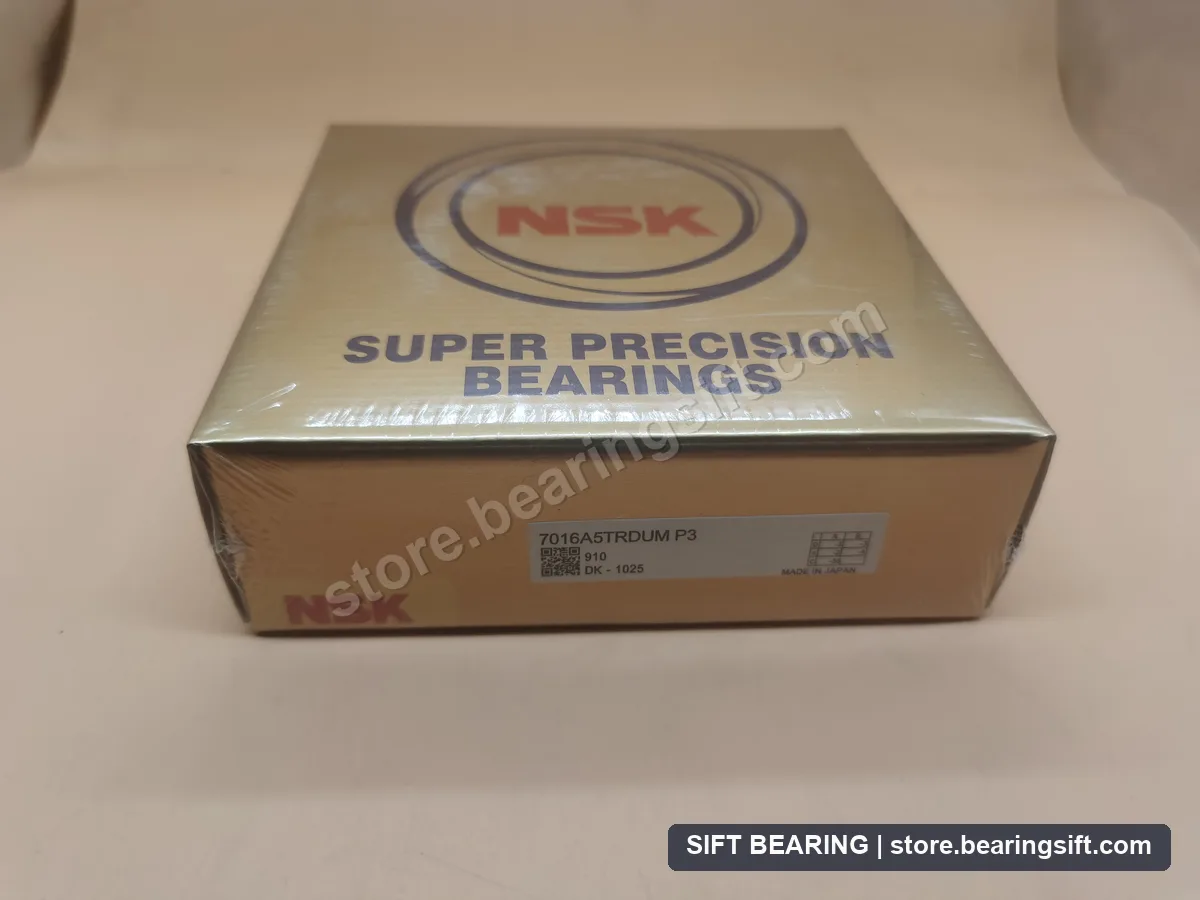 NSK
SUPER PRECISION
BEARINGS
store.bearingsift.com
7016A5TRDUM P3
910
DK - 1025
MADE IN JAPAN
NSK
SIFT BEARING | store.bearingsift.com